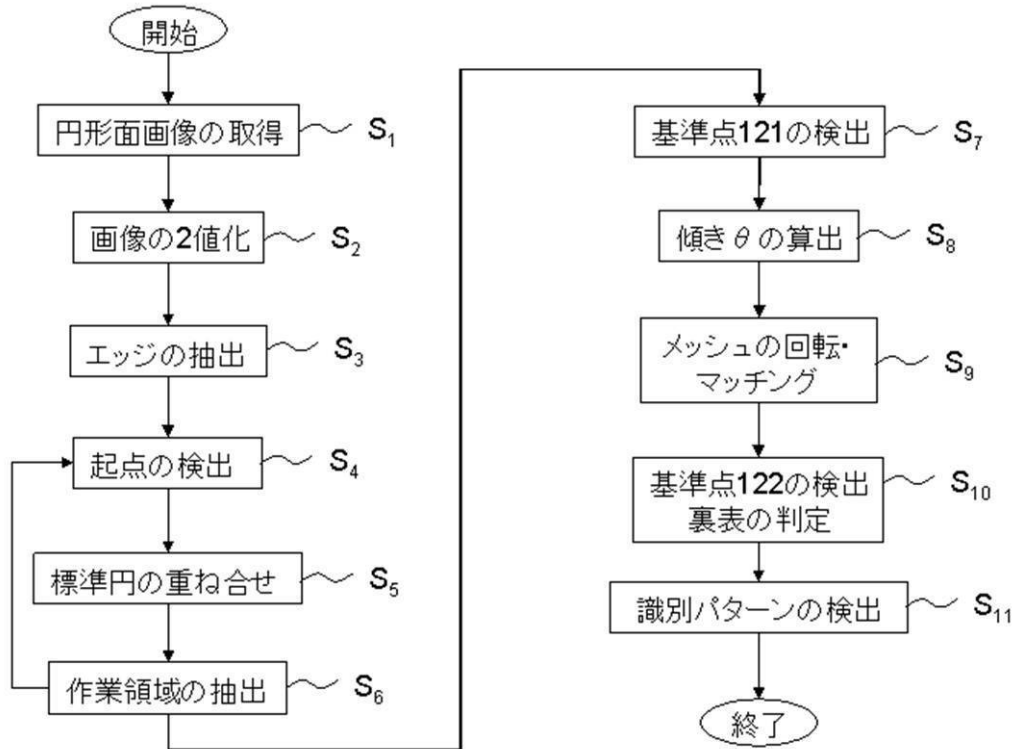 開始
円形面画像の取得 S1
画像の2値化 S2
エッジの抽出 S3
起点の検出 S4
標準円の重ね合せ S5
作業領域の抽出 S6
基準点121の検出 S7
傾きθの算出 S8
メッシュの回転・
マッチング S9
基準点122の検出
裏表の判定 S10
識別パターンの検出 S11
終了